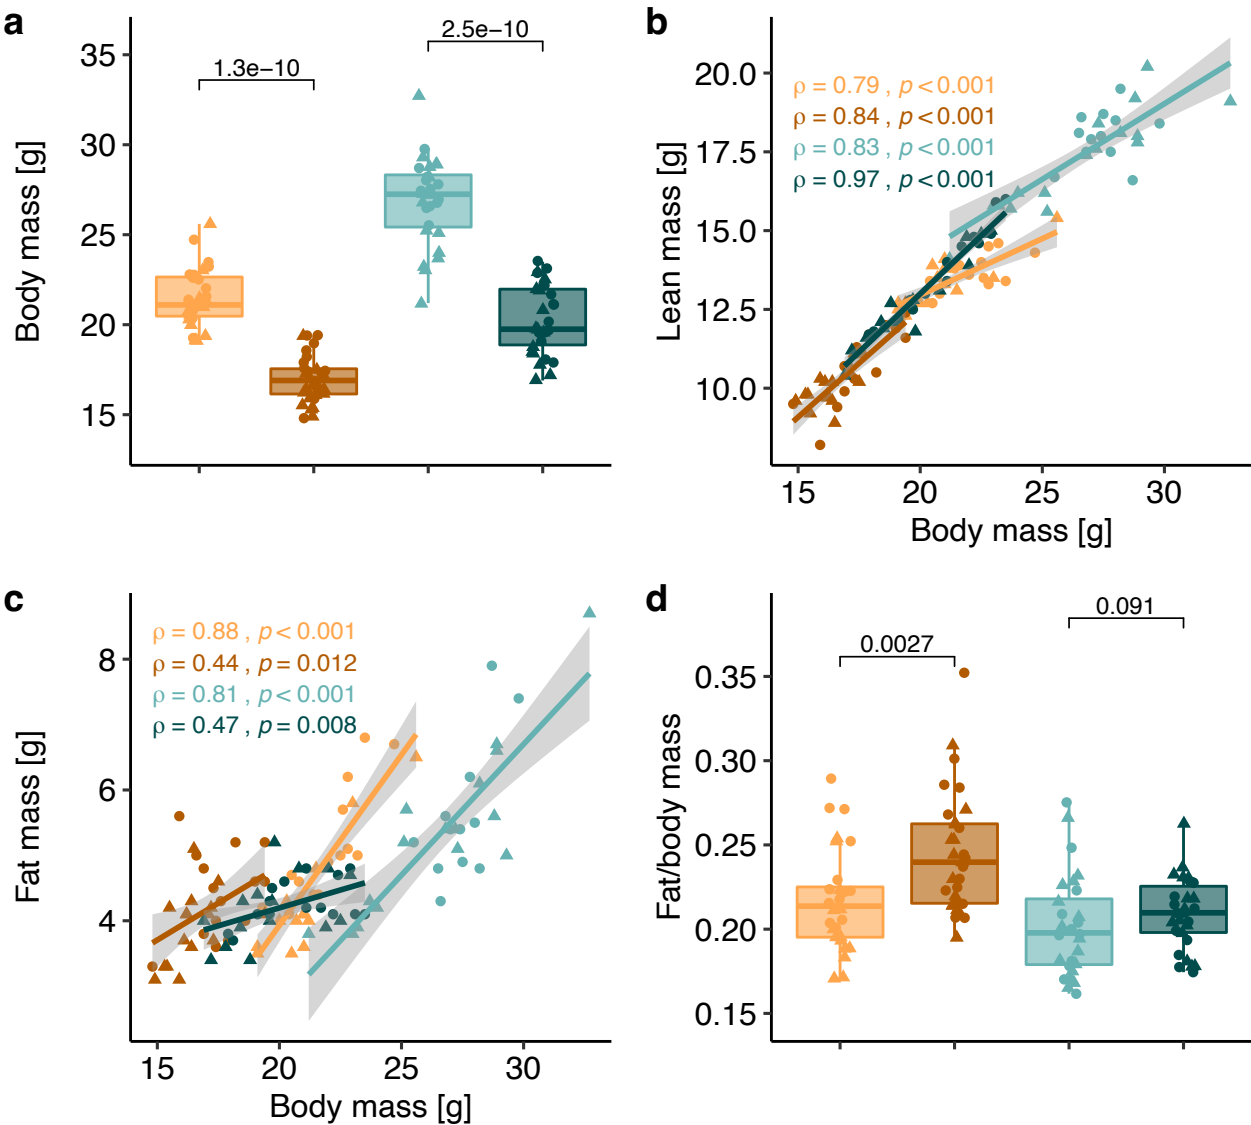 a
Body mass [g]
35
30
25
20
15
1.3e−10
2.5e−10
b
Lean mass [g]
20.0
17.5
15.0
12.5
10.0
ρ = 0.79 , p < 0.001
ρ = 0.84 , p < 0.001
ρ = 0.83 , p < 0.001
ρ = 0.97 , p < 0.001
15 20 25 30
Body mass [g]
c
Fat mass [g]
8
6
4
ρ = 0.88 , p < 0.001
ρ = 0.44 , p = 0.012
ρ = 0.81 , p < 0.001
ρ = 0.47 , p = 0.008
15 20 25 30
Body mass [g]
d
Fat/body mass
0.35
0.30
0.25
0.20
0.15
0.0027
0.091